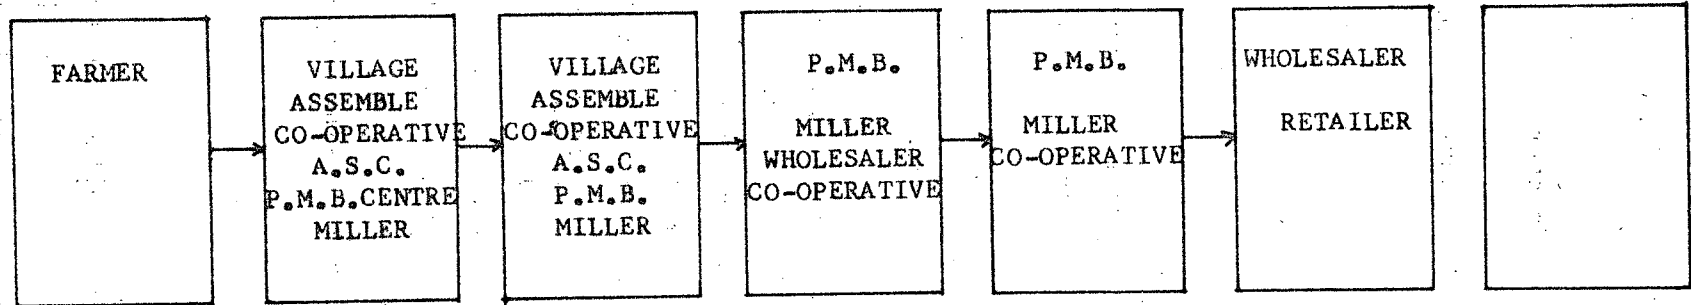 FARMER
VILLAGE
ASSEMBLE
CO-OPERATIVE
A.S.C.
P.M.B.CENTRE
MILLER
VILLAGE
ASSEMBLE
CO-OPERATIVE
A.S.C.
P.M.B.
MILLER
P.M.B.
MILLER
WHOLESALER
CO-OPERATIVE
P.M.B.
MILLER
CO-OPERATIVE
WHOLESALER
RETAILER